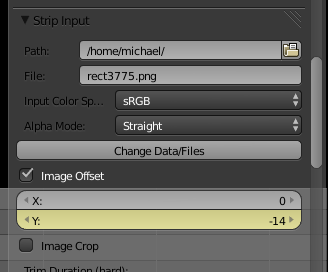 Strip Input
Path: /home/michael/
File: rect3775.png
Input Color Sp... sRGB
Alpha Mode: Straight
Change Data/Files
Image Offset
X: 0
Y: -14
Image Crop
Trim Duration (hard):